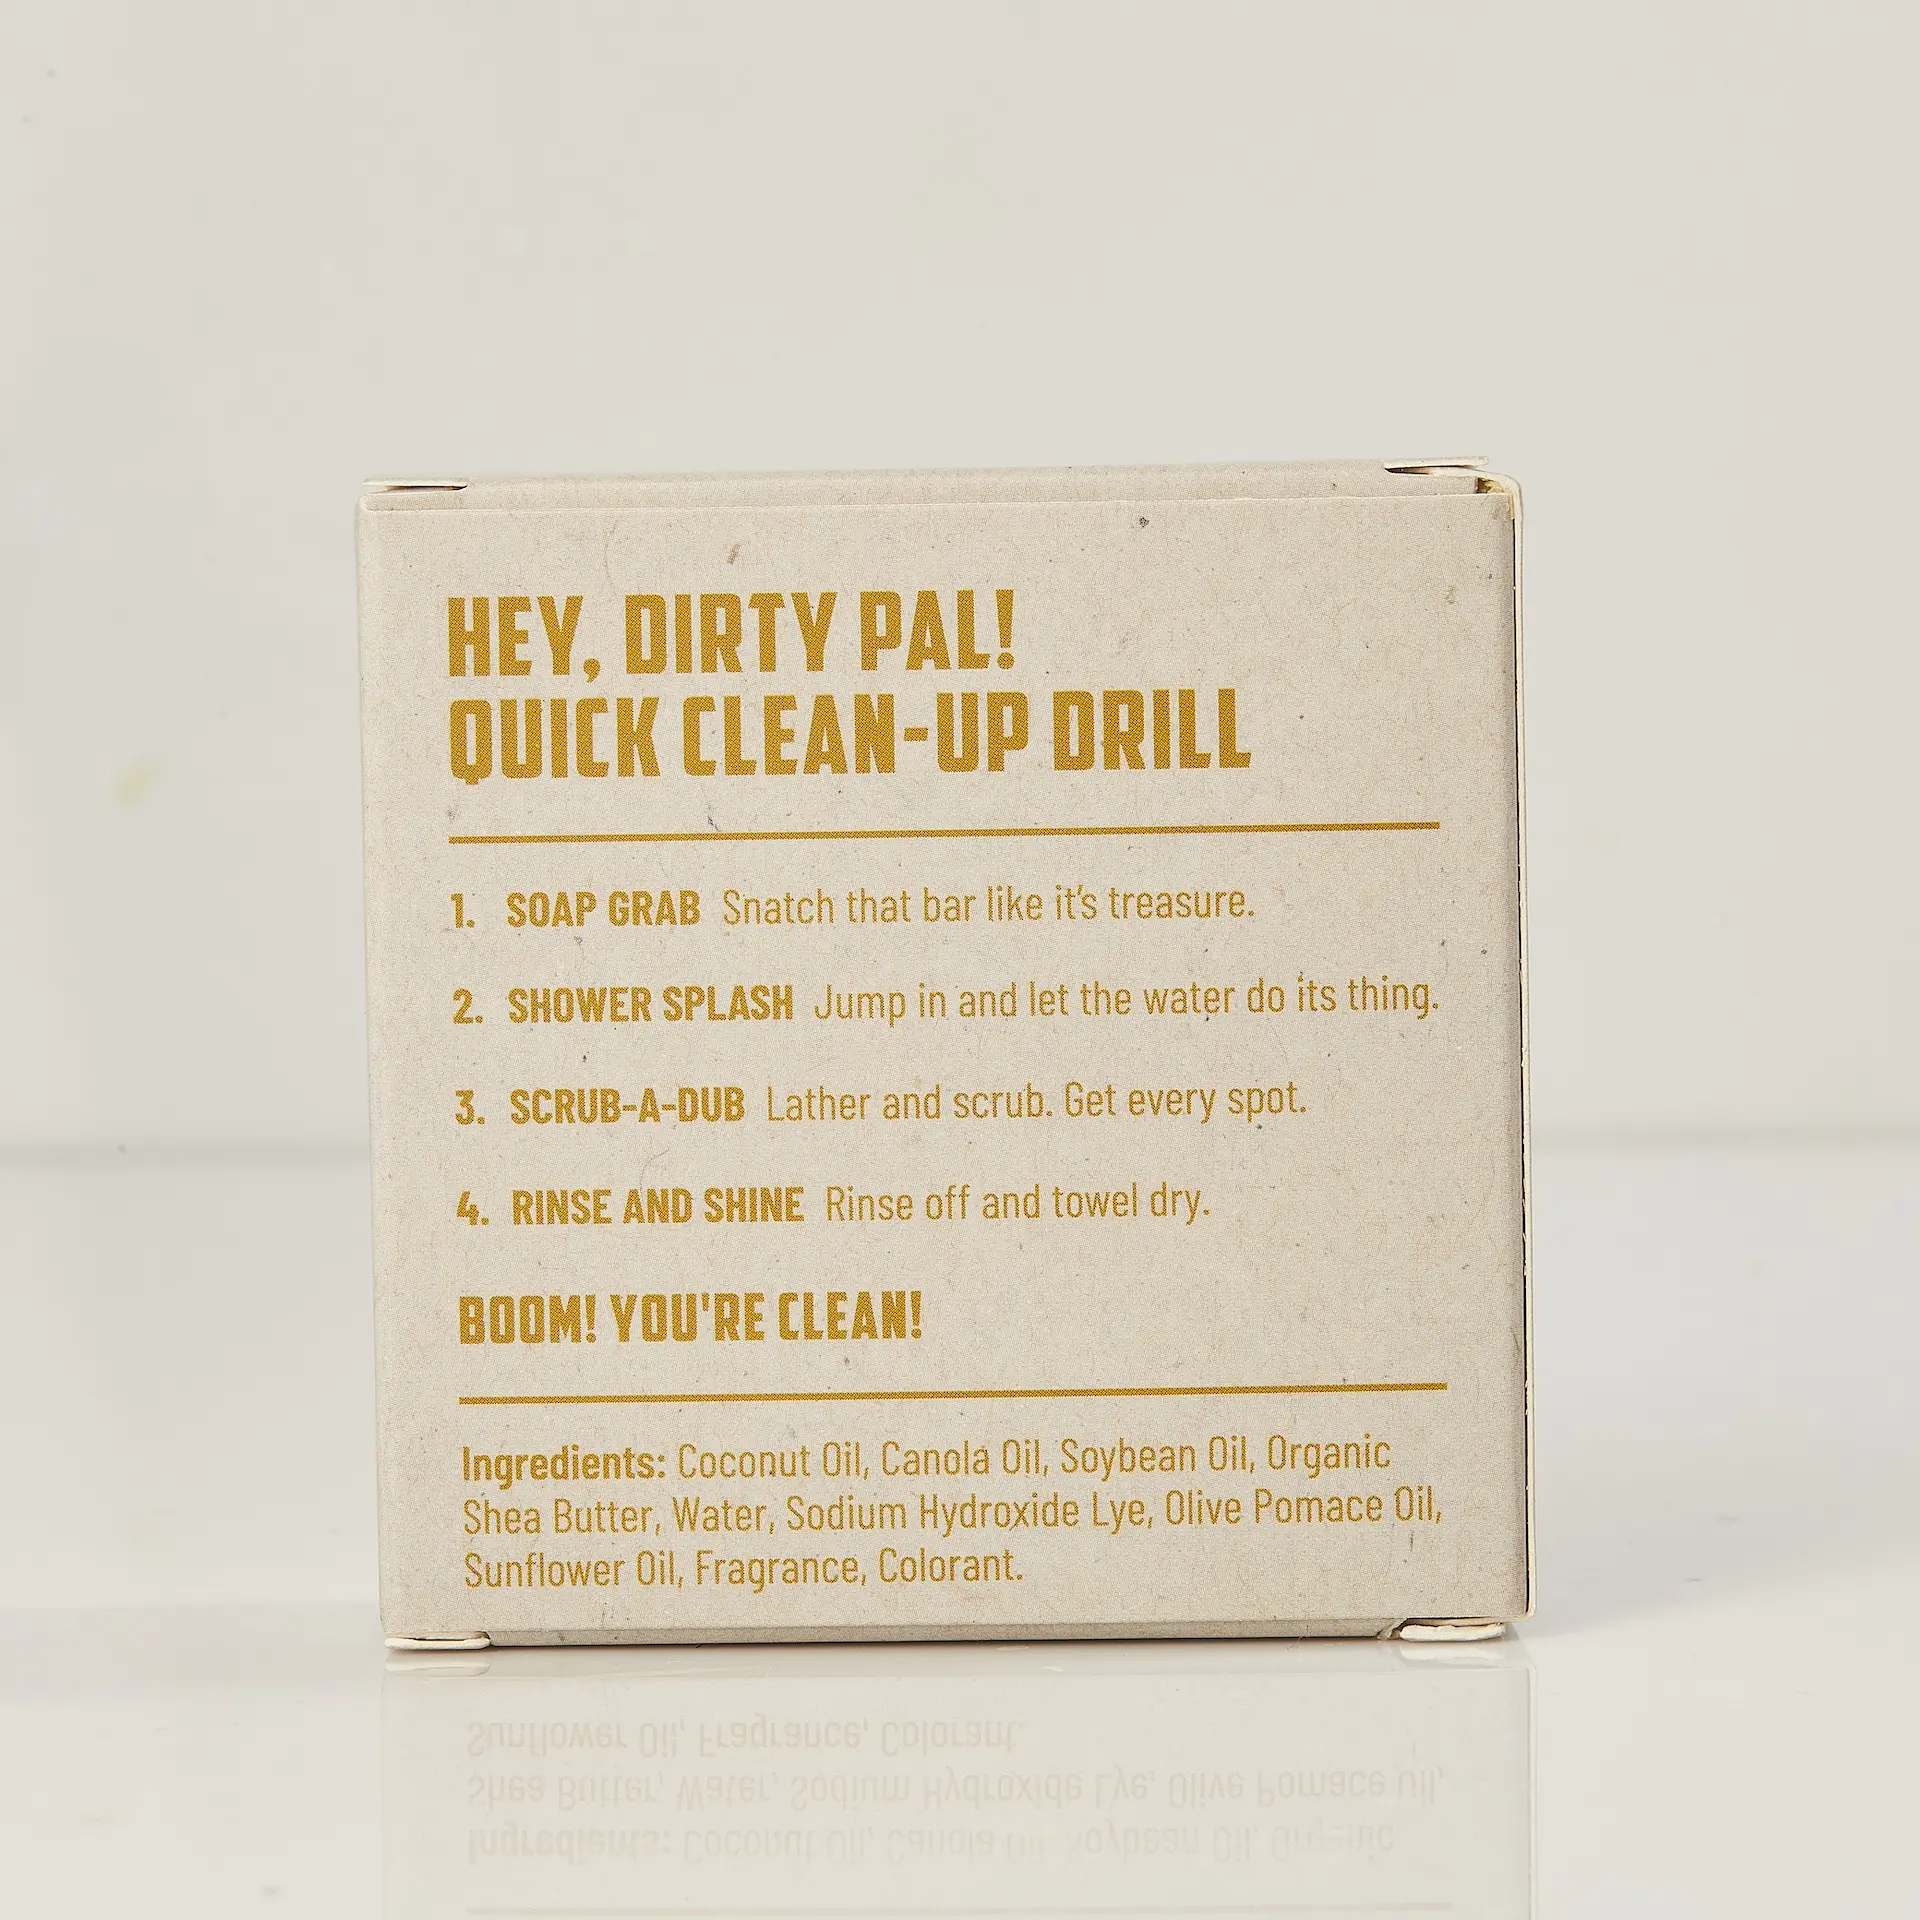 HEY, DIRTY PAL!
QUICK CLEAN-UP DRILL
1. SOAP GRAB Snatch that bar like it's treasure.
2. SHOWER SPLASH Jump in and let the water do its thing.
3. SCRUB-A-DUB Lather and scrub. Get every spot.
4. RINSE AND SHINE Rinse off and towel dry.
BOOM! YOU'RE CLEAN!
Ingredients: Coconut Oil, Canola Oil, Soybean Oil, Organic
Shea Butter, Water, Sodium Hydroxide Lye, Olive Pomace Oil,
Sunflower Oil, Fragrance, Colorant.